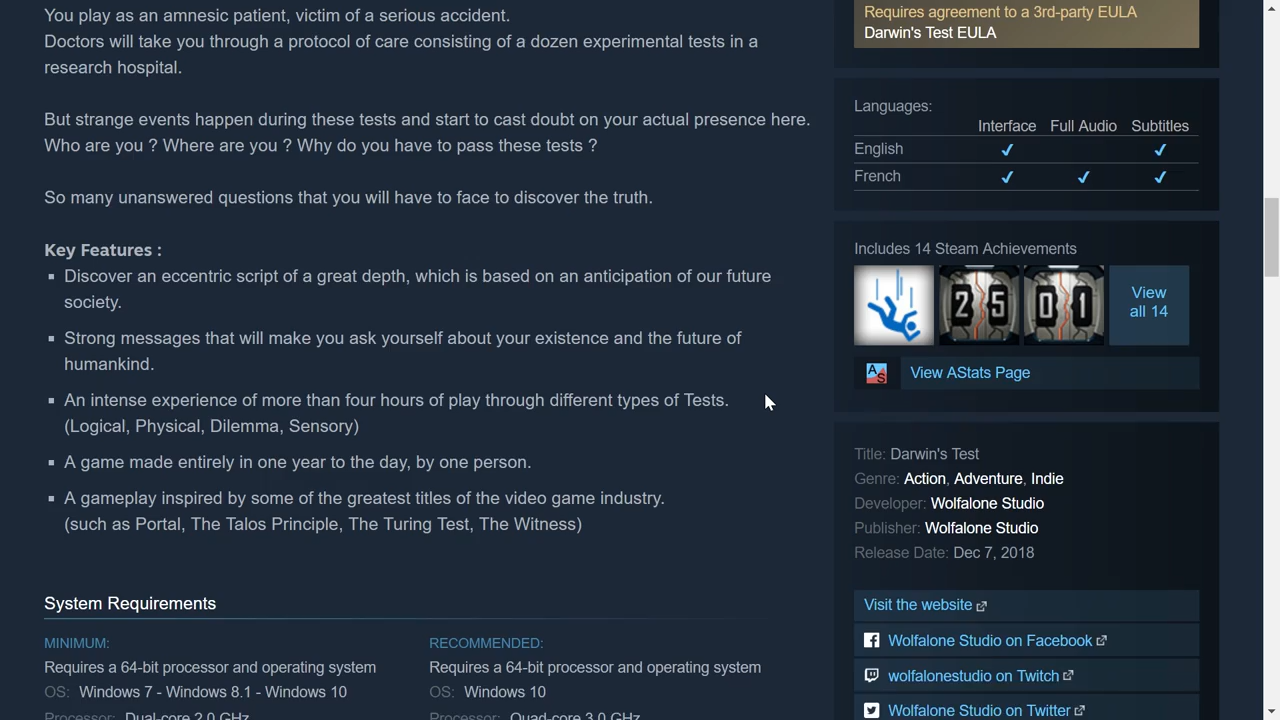 You play as an amnesic patient, victim of a serious accident.
Doctors will take you through a protocol of care consisting of a dozen experimental tests in a
research hospital.
But strange events happen during these tests and start to cast doubt on your actual presence here.
Who are you ? Where are you ? Why do you have to pass these tests ?
So many unanswered questions that you will have to face to discover the truth.
Key Features :
Discover an eccentric script of a great depth, which is based on an anticipation of our future
society.
Strong messages that will make you ask yourself about your existence and the future of
humankind.
An intense experience of more than four hours of play through different types of Tests.
(Logical, Physical, Dilemma, Sensory)
A game made entirely in one year to the day, by one person.
A gameplay inspired by some of the greatest titles of the video game industry.
(such as Portal, The Talos Principle, The Turing Test, The Witness)
System Requirements
MINIMUM:
Requires a 64-bit processor and operating system
OS: Windows 7 - Windows 8.1 - Windows 10
Processor: Dual-core 2.0 GHz
RECOMMENDED:
Requires a 64-bit processor and operating system
OS: Windows 10
Processor: Quad-core 3.0 GHz
Requires agreement to a 3rd-party EULA
Darwin's Test EULA
Languages:
Interface Full Audio Subtitles
English ✔ ✔
French ✔ ✔ ✔
Includes 14 Steam Achievements
25
01
View
all 14
AS
View AStats Page
Title: Darwin's Test
Genre: Action, Adventure, Indie
Developer: Wolfalone Studio
Publisher: Wolfalone Studio
Release Date: Dec 7, 2018
Visit the website
Wolfalone Studio on Facebook
wolfalonestudio on Twitch
Wolfalone Studio on Twitter